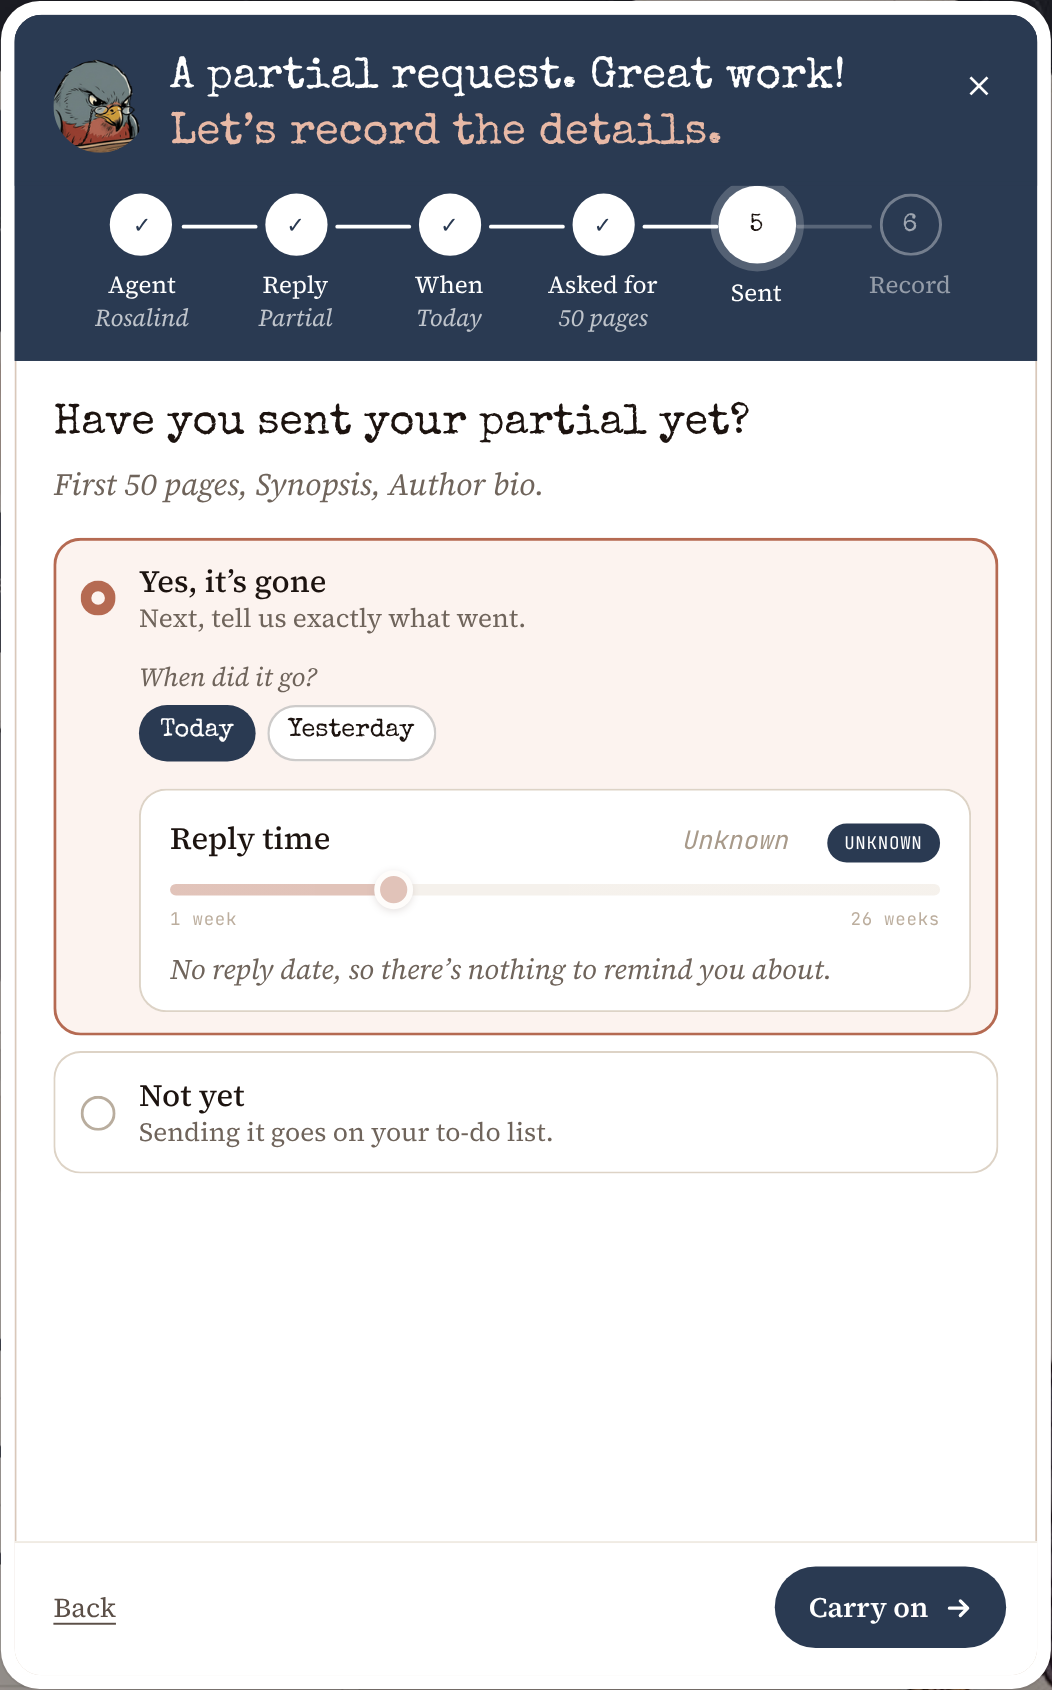 A partial request. Great work!
Let’s record the details.
✓ ✓ ✓ ✓ 5 6
Agent Reply When Asked for Sent Record
Rosalind Partial Today 50 pages
Have you sent your partial yet?
First 50 pages, Synopsis, Author bio.
Yes, it’s gone
Next, tell us exactly what went.
When did it go?
Today Yesterday
Reply time Unknown UNKNOWN
1 week 26 weeks
No reply date, so there’s nothing to remind you about.
Not yet
Sending it goes on your to-do list.
Back Carry on →